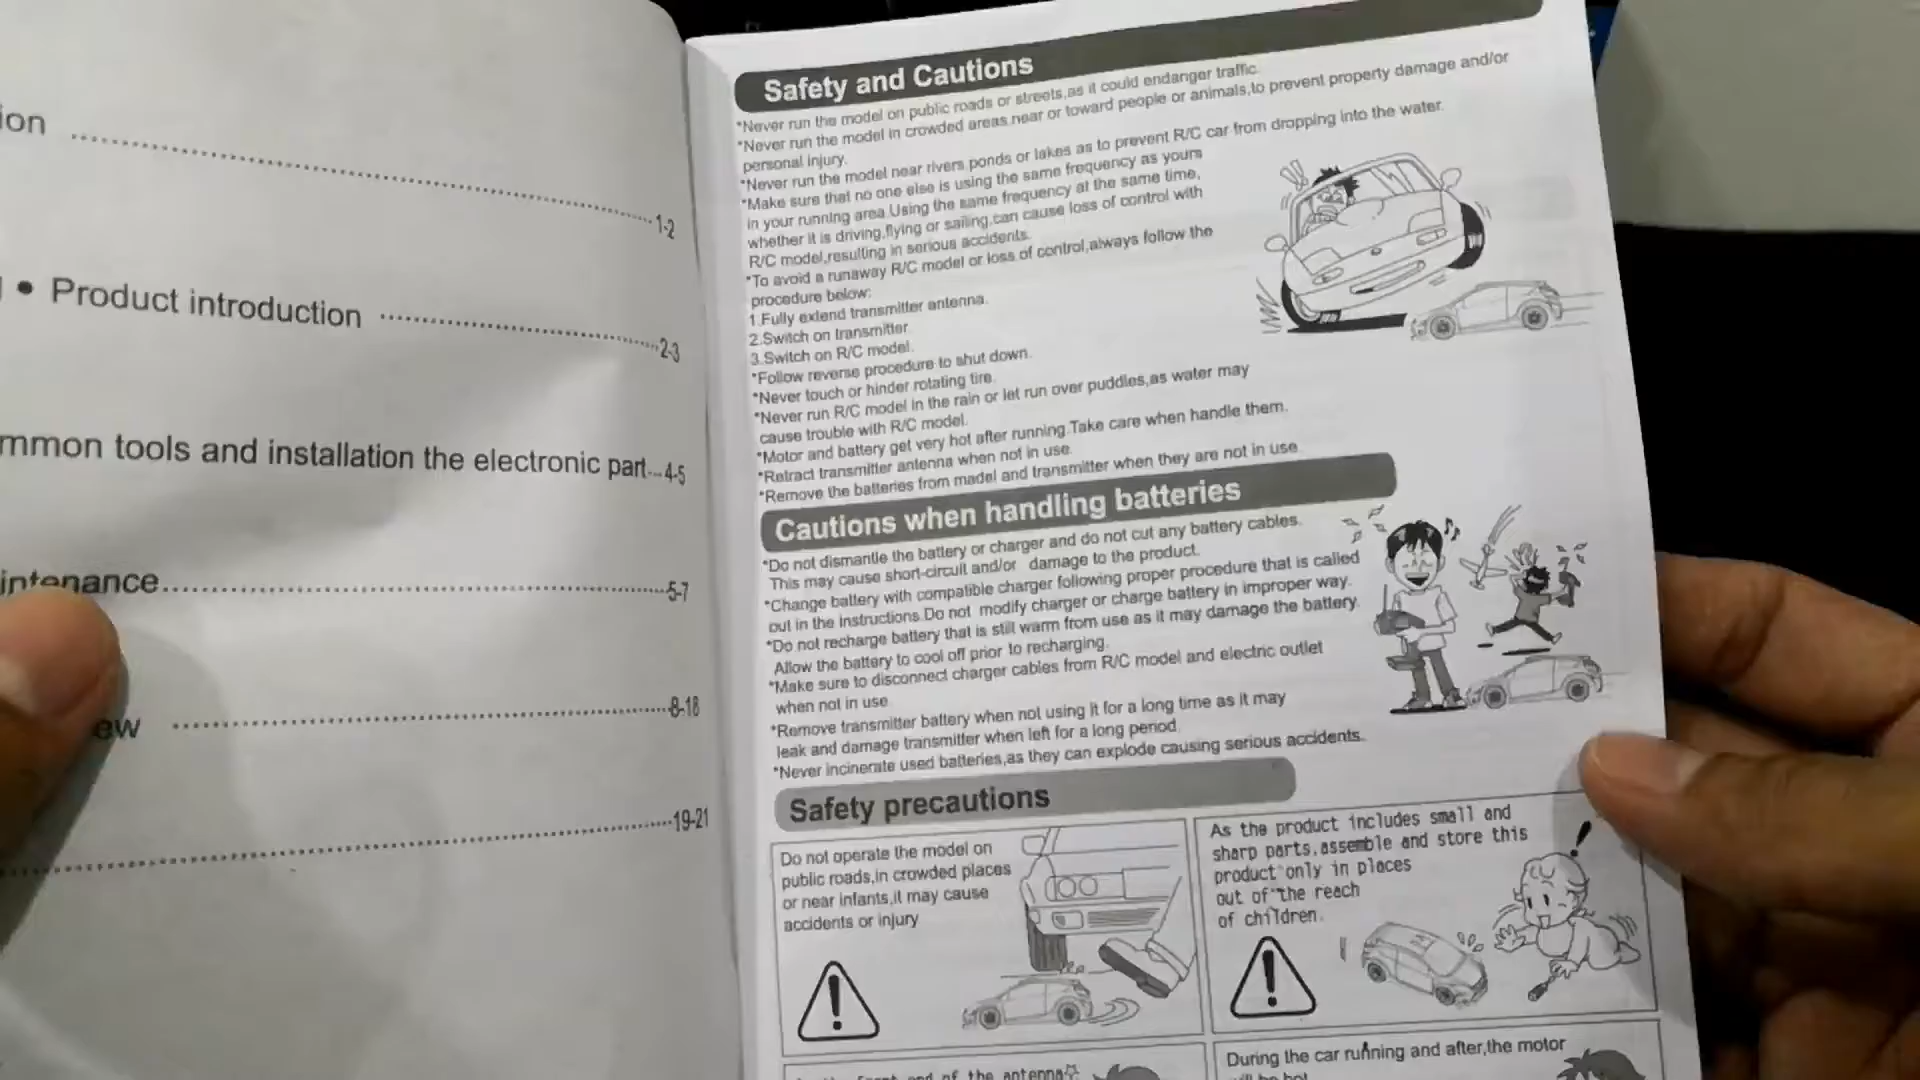 ion ........ 1-2
• Product introduction ........ 2-3
mmon tools and installation the electronic part...4-5
intenance........5-7
ew ........8-18
........19-21
Safety and Cautions
*Never run the model on public roads or streets,as it could endanger traffic.
*Never run the model in crowded areas near or toward people or animals,to prevent property damage and/or
personal injury.
*Never run the model near rivers ponds or lakes as to prevent R/C car from dropping into the water.
*Make sure that no one else is using the same frequency as yours
in your running area.Using the same frequency at the same time,
whether it is driving,flying or sailing,can cause loss of control with
R/C model,resulting in serious accidents.
*To avoid a runaway R/C model or loss of control,always follow the
procedure below:
1.Fully extend transmitter antenna.
2.Switch on transmitter.
3.Switch on R/C model.
*Follow reverse procedure to shut down.
*Never touch or hinder rotating tire.
*Never run R/C model in the rain or let run over puddles,as water may
cause trouble with R/C model.
*Motor and battery get very hot after running.Take care when handle them.
*Retract transmitter antenna when not in use.
*Remove the batteries from madel and transmitter when they are not in use.
Cautions when handling batteries
*Do not dismantle the battery or charger and do not cut any battery cables.
This may cause short-circuit and/or damage to the product.
*Change battery with compatible charger following proper procedure that is called
out in the instructions.Do not modify charger or charge battery in improper way.
*Do not recharge battery that is still warm from use as it may damage the battery.
Allow the battery to cool off prior to recharging.
*Make sure to disconnect charger cables from R/C model and electric outlet
when not in use.
*Remove transmitter battery when not using it for a long time as it may
leak and damage transmitter when left for a long period.
*Never incinerate used batteries,as they can explode causing serious accidents.
Safety precautions
Do not operate the model on
public roads,in crowded places
or near infants,it may cause
accidents or injury
As the product includes small and
sharp parts,assemble and store this
product only in places
out of the reach
of children.
end of the antenna
During the car running and after,the motor